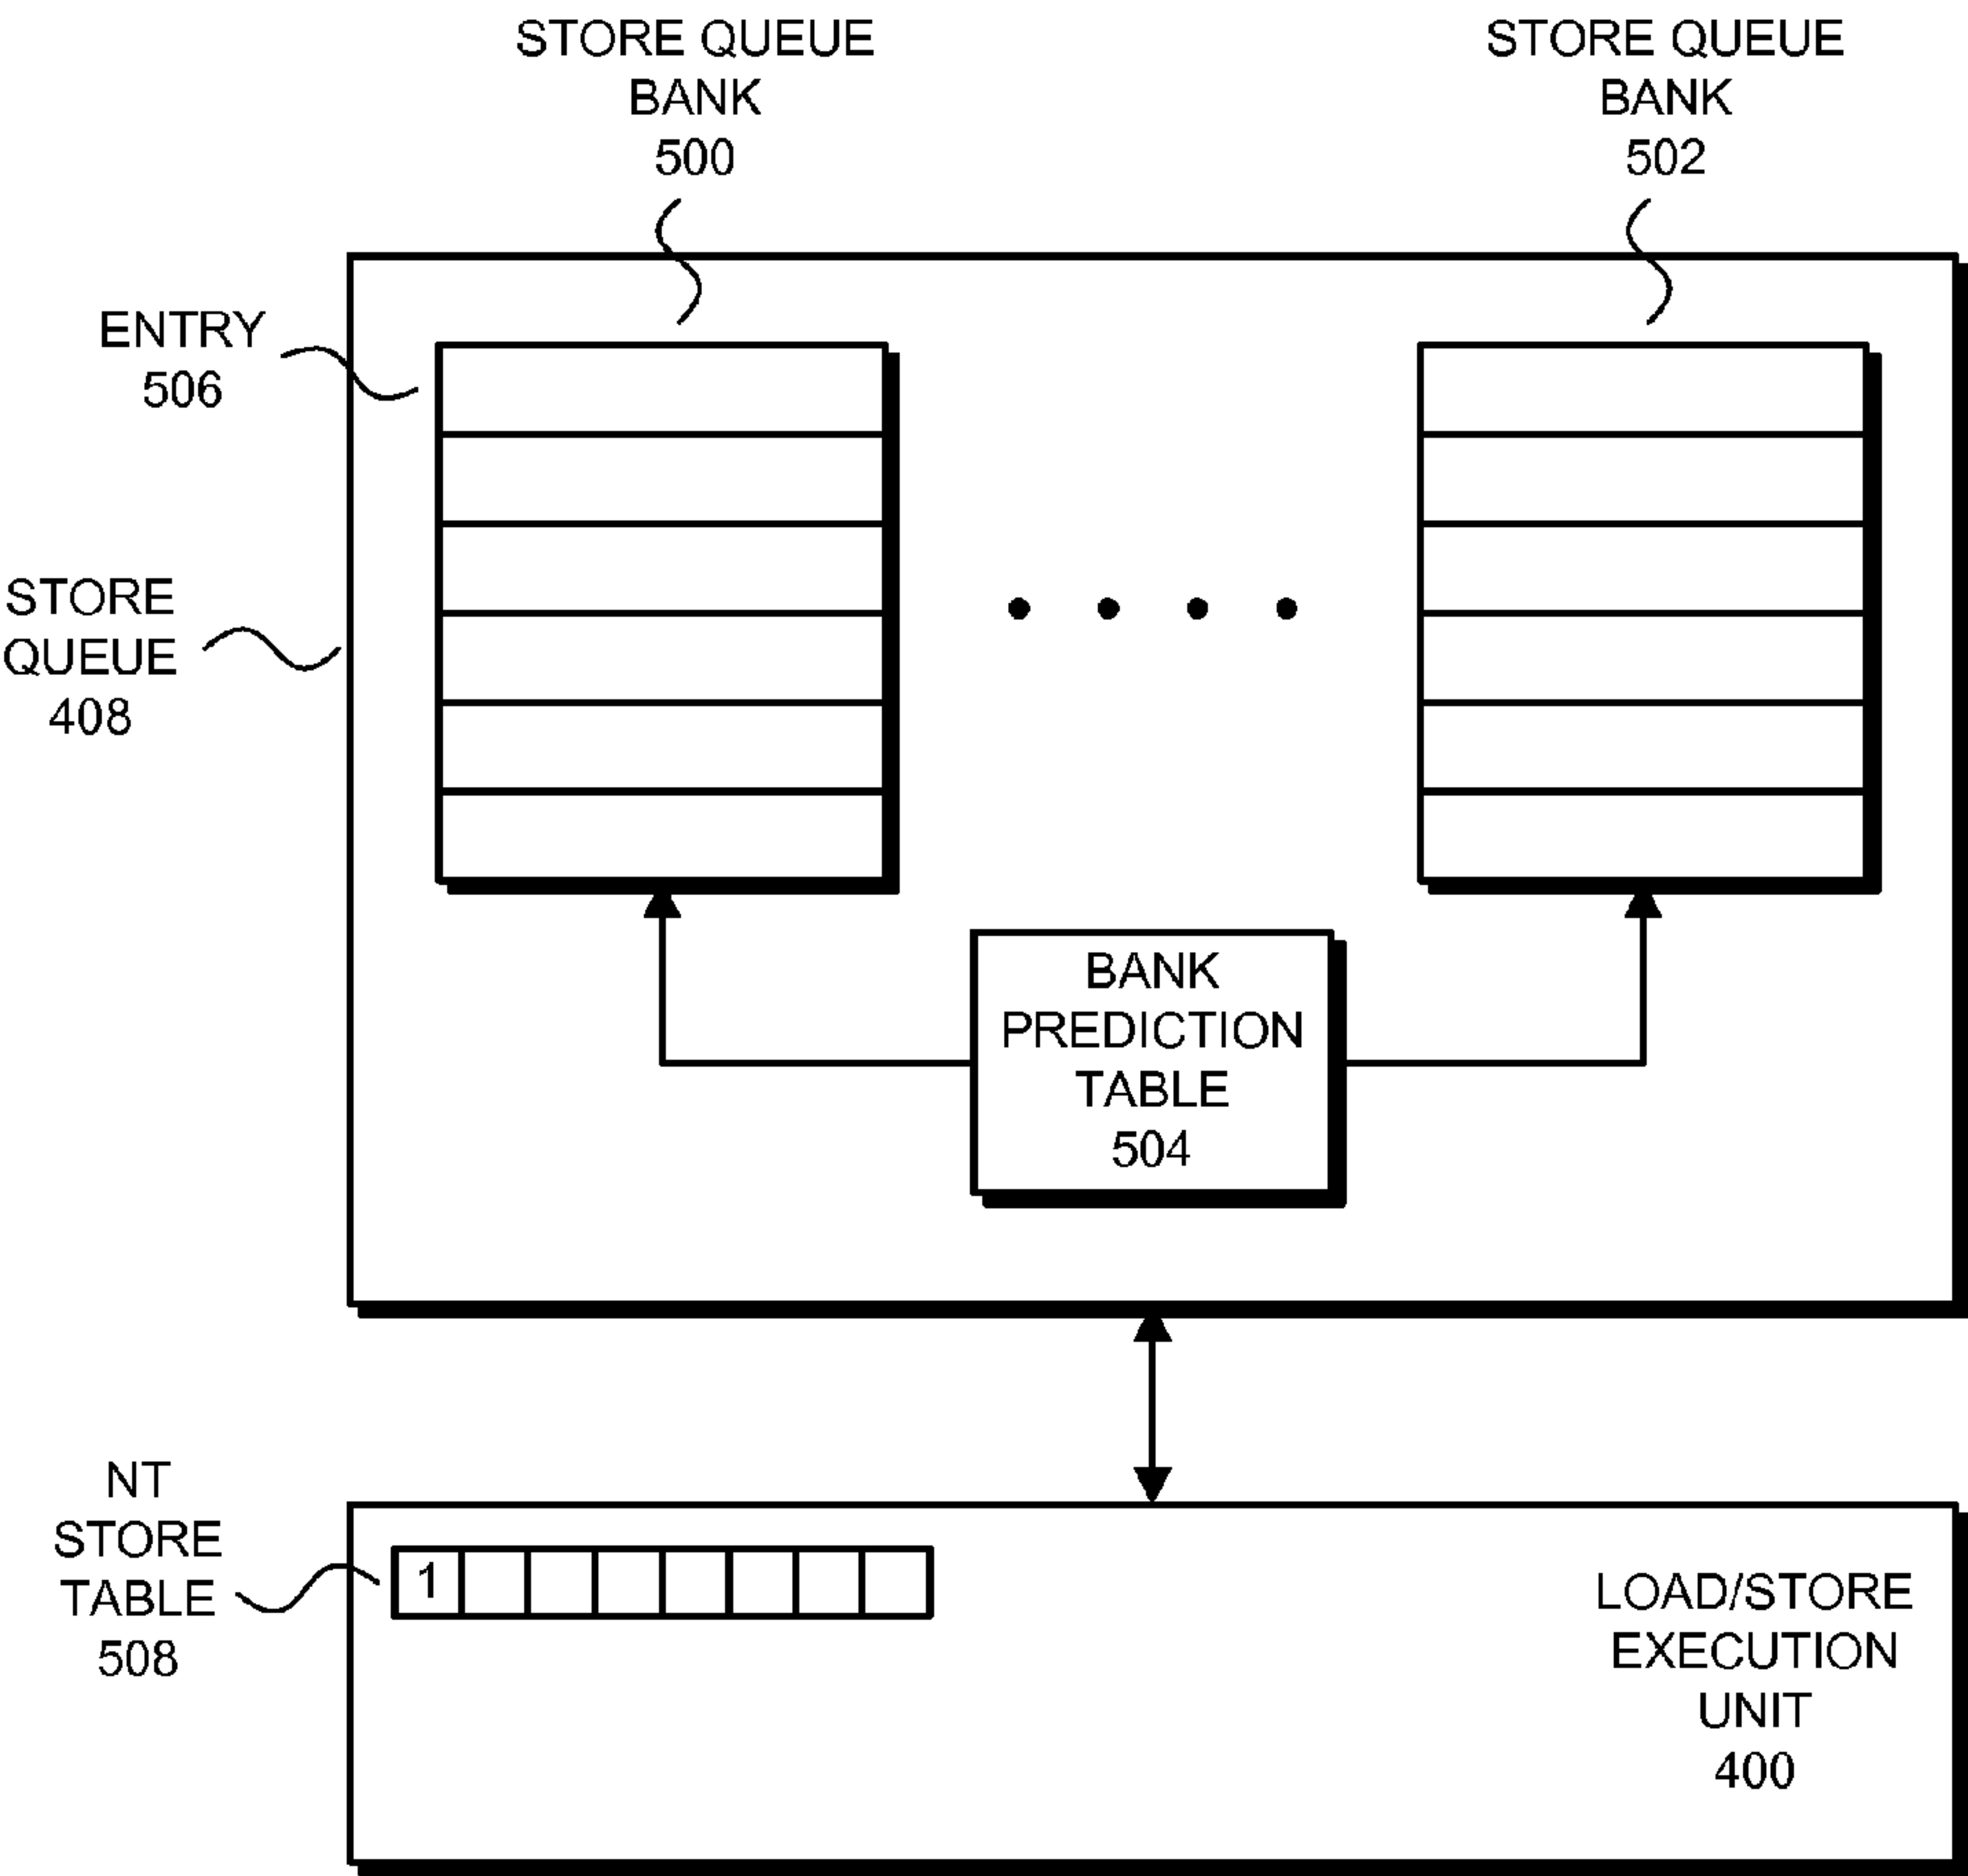 STORE QUEUE
BANK
500
STORE QUEUE
BANK
502
ENTRY
506
STORE
QUEUE
408
BANK
PREDICTION
TABLE
504
NT
STORE
TABLE
508
1
LOAD/STORE
EXECUTION
UNIT
400